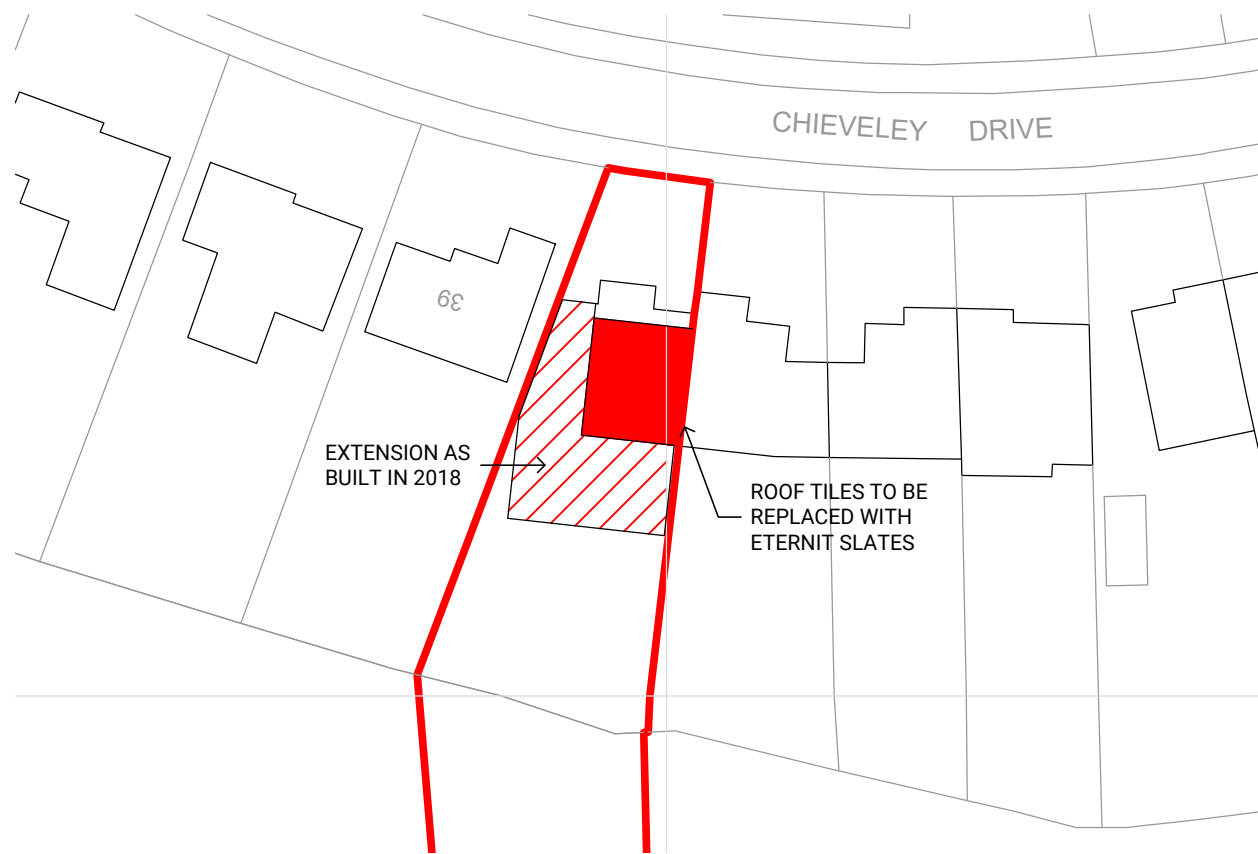 CHIEVELEY DRIVE
39
EXTENSION AS
BUILT IN 2018
ROOF TILES TO BE
REPLACED WITH
ETERNIT SLATES